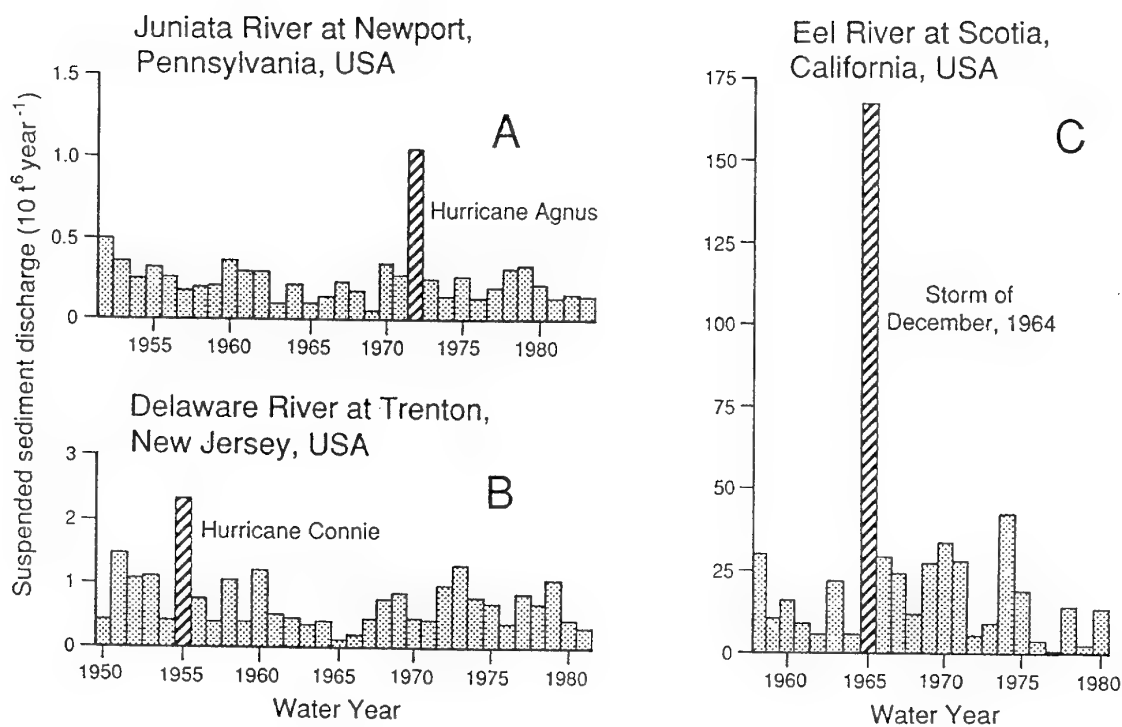 Juniata River at Newport,
Pennsylvania, USA
Suspended sediment discharge (10 t⁶ year⁻¹)
1.5
1.0
0.5
0
A
Hurricane Agnus
1955
1960
1965
1970
1975
1980
Delaware River at Trenton,
New Jersey, USA
3
2
1
0
B
Hurricane Connie
1950
1955
1960
1965
1970
1975
1980
Water Year
Eel River at Scotia,
California, USA
175
150
125
100
75
50
25
0
C
Storm of
December, 1964
1960
1965
1970
1975
1980
Water Year